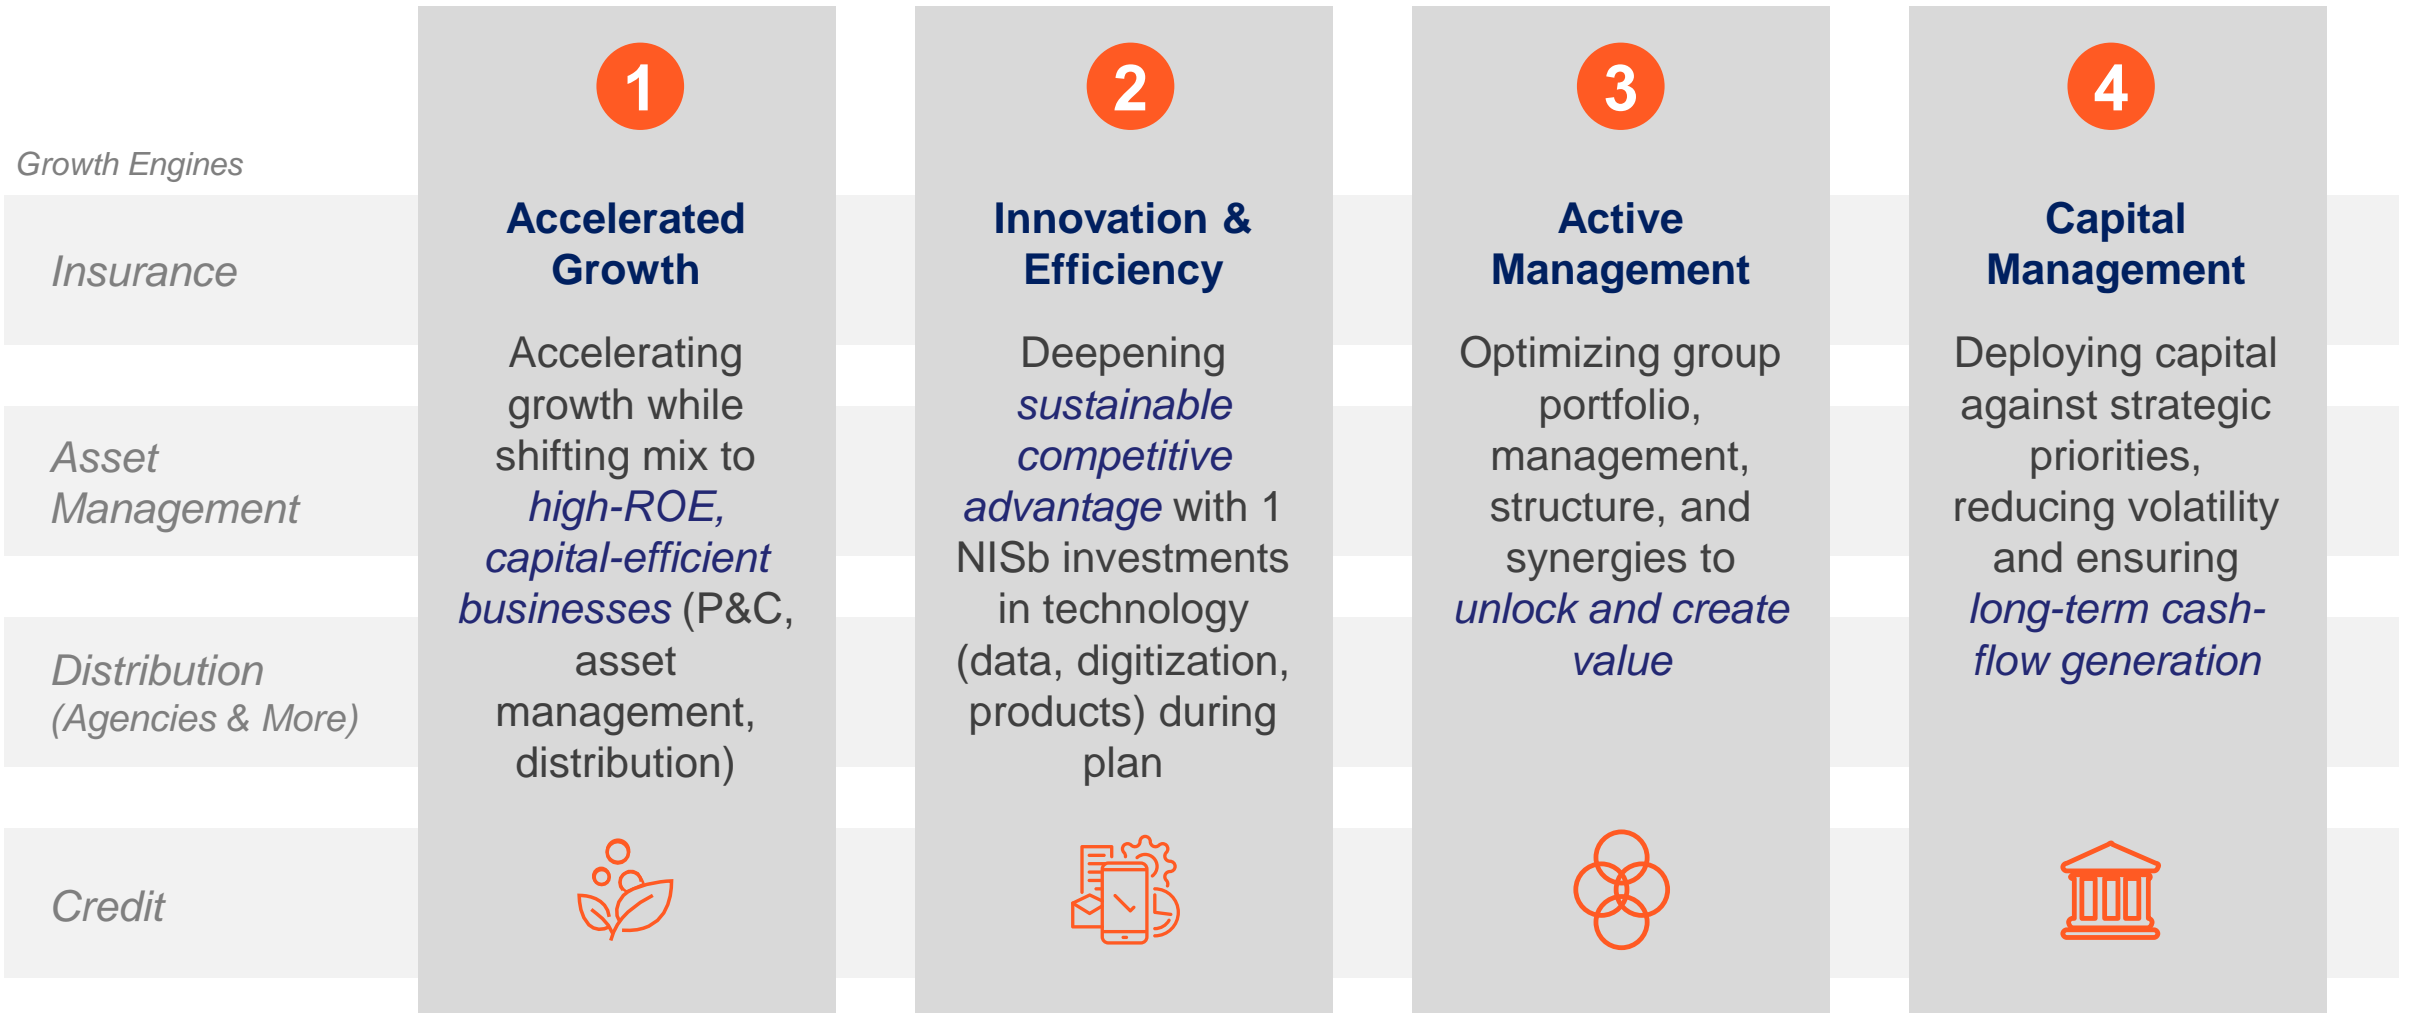 Growth Engines
Insurance
Asset
Management
Distribution
(Agencies & More)
Credit
1
Accelerated
Growth
Accelerating
growth while
shifting mix to
high-ROE,
capital-efficient
businesses (P&C,
asset
management,
distribution)
2
Innovation &
Efficiency
Deepening
sustainable
competitive
advantage with 1
NISb investments
in technology
(data, digitization,
products) during
plan
3
Active
Management
Optimizing group
portfolio,
management,
structure, and
synergies to
unlock and create
value
4
Capital
Management
Deploying capital
against strategic
priorities,
reducing volatility
and ensuring
long-term cash-
flow generation